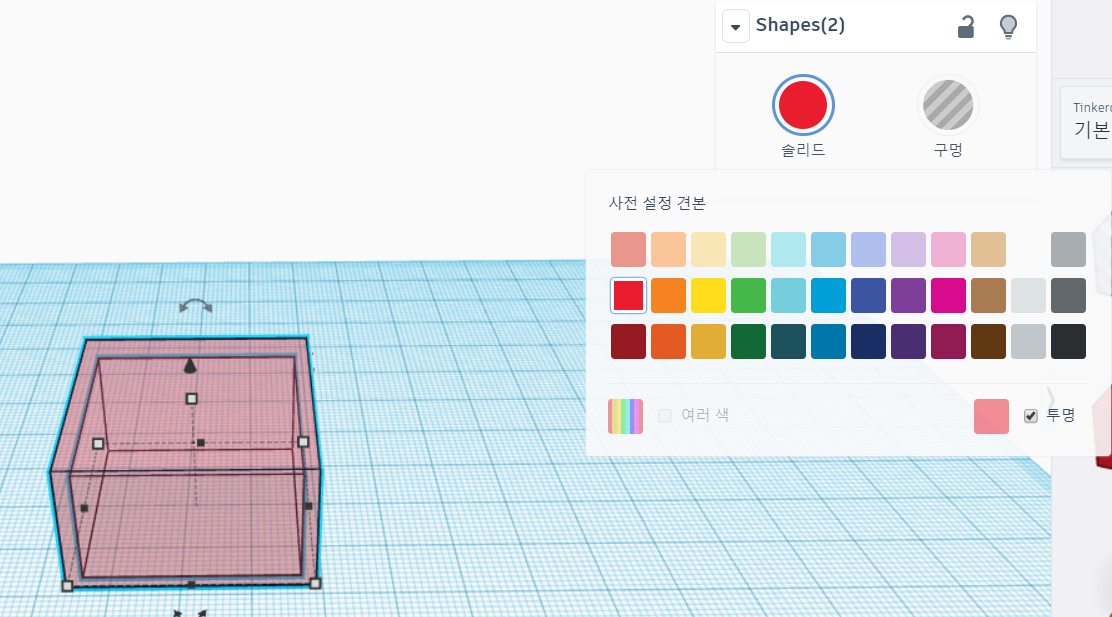 Shapes(2)
솔리드
구멍
Tinkerc
기본
사전 설정 견본
여러 색
투명